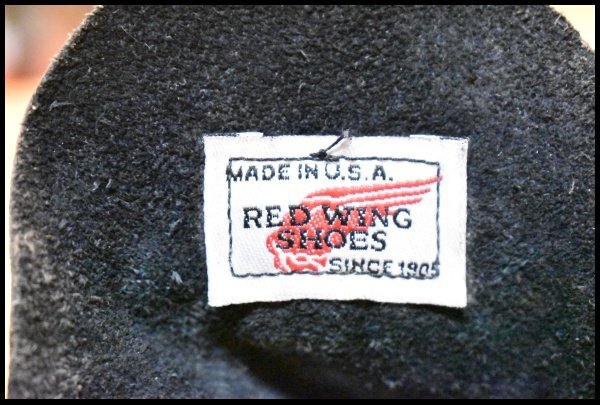 MADE IN U.S.A.
RED WING
SHOES
SINCE 1905